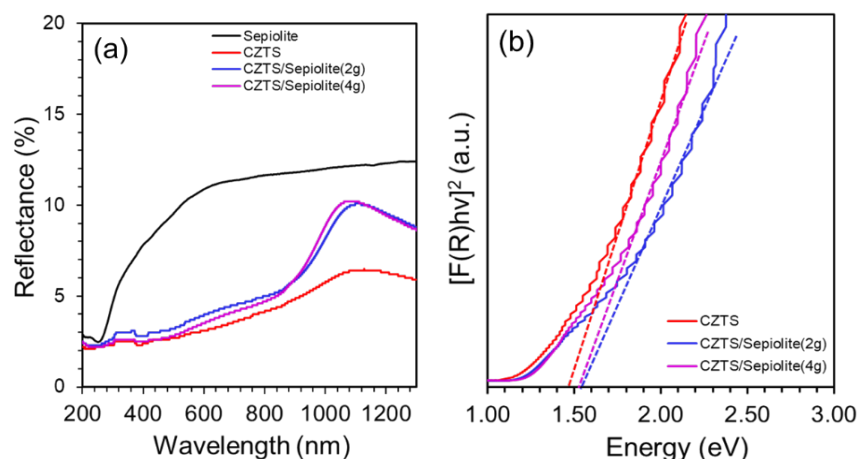 (a)
Sepiolite
CZTS
CZTS/Sepiolite(2g)
CZTS/Sepiolite(4g)
Reflectance (%)
20
15
10
5
0
200 400 600 800 1000 1200
Wavelength (nm)
(b)
[F(R)hv]² (a.u.)
CZTS
CZTS/Sepiolite(2g)
CZTS/Sepiolite(4g)
1.00 1.50 2.00 2.50 3.00
Energy (eV)